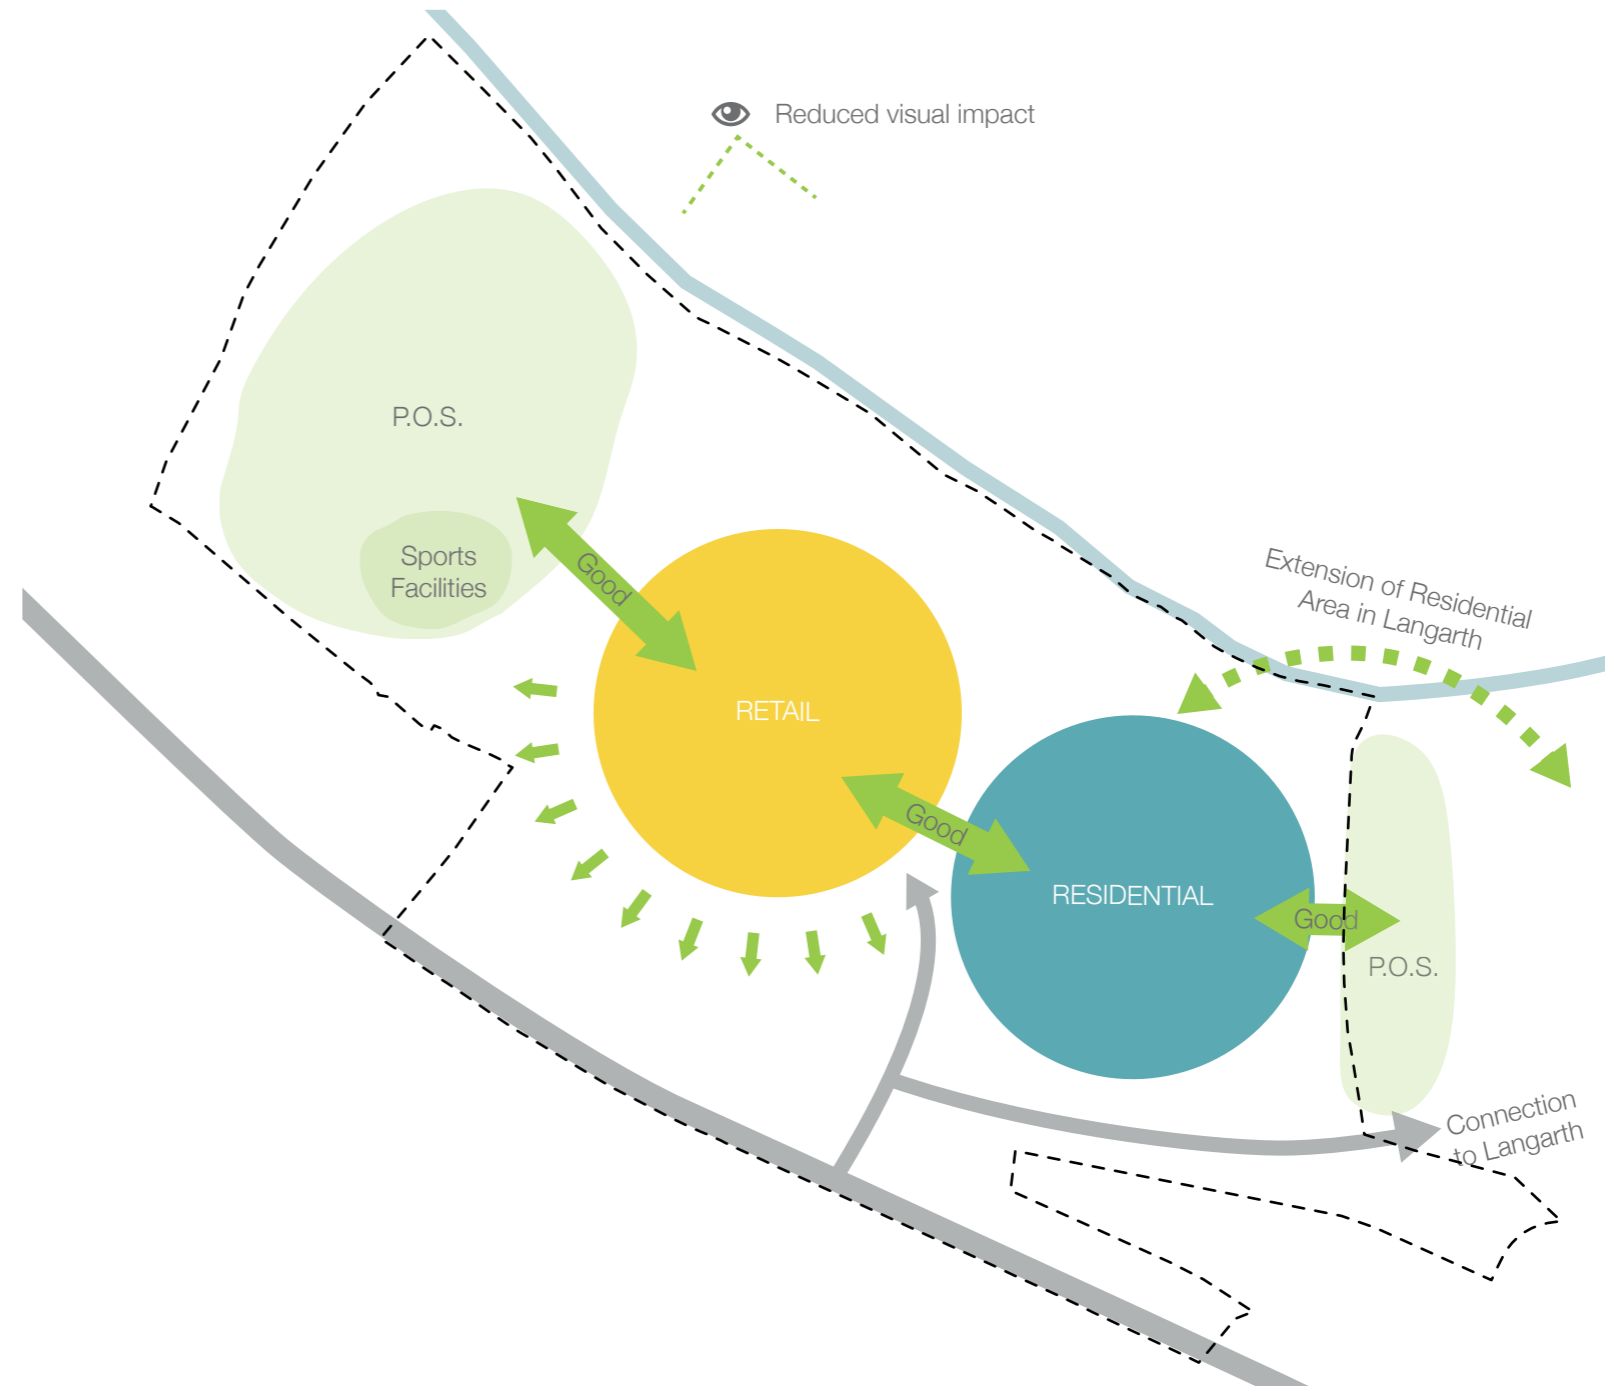 Reduced visual impact
P.O.S.
Sports
Facilities
Good
Extension of Residential
Area in Langarth
RETAIL
Good
RESIDENTIAL
Good
P.O.S.
Connection
to Langarth